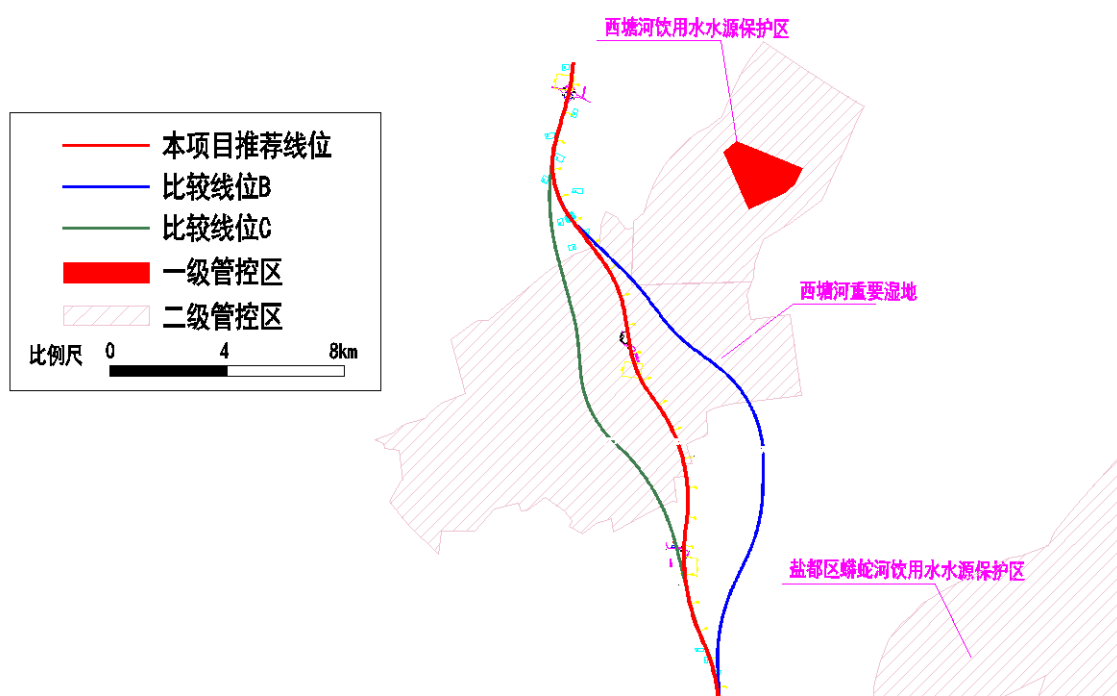 西塘河饮用水水源保护区
本项目推荐线位
比较线位B
比较线位C
一级管控区
二级管控区
比例尺 0 4 8km
西塘河重要湿地
盐都区蟒蛇河饮用水水源保护区